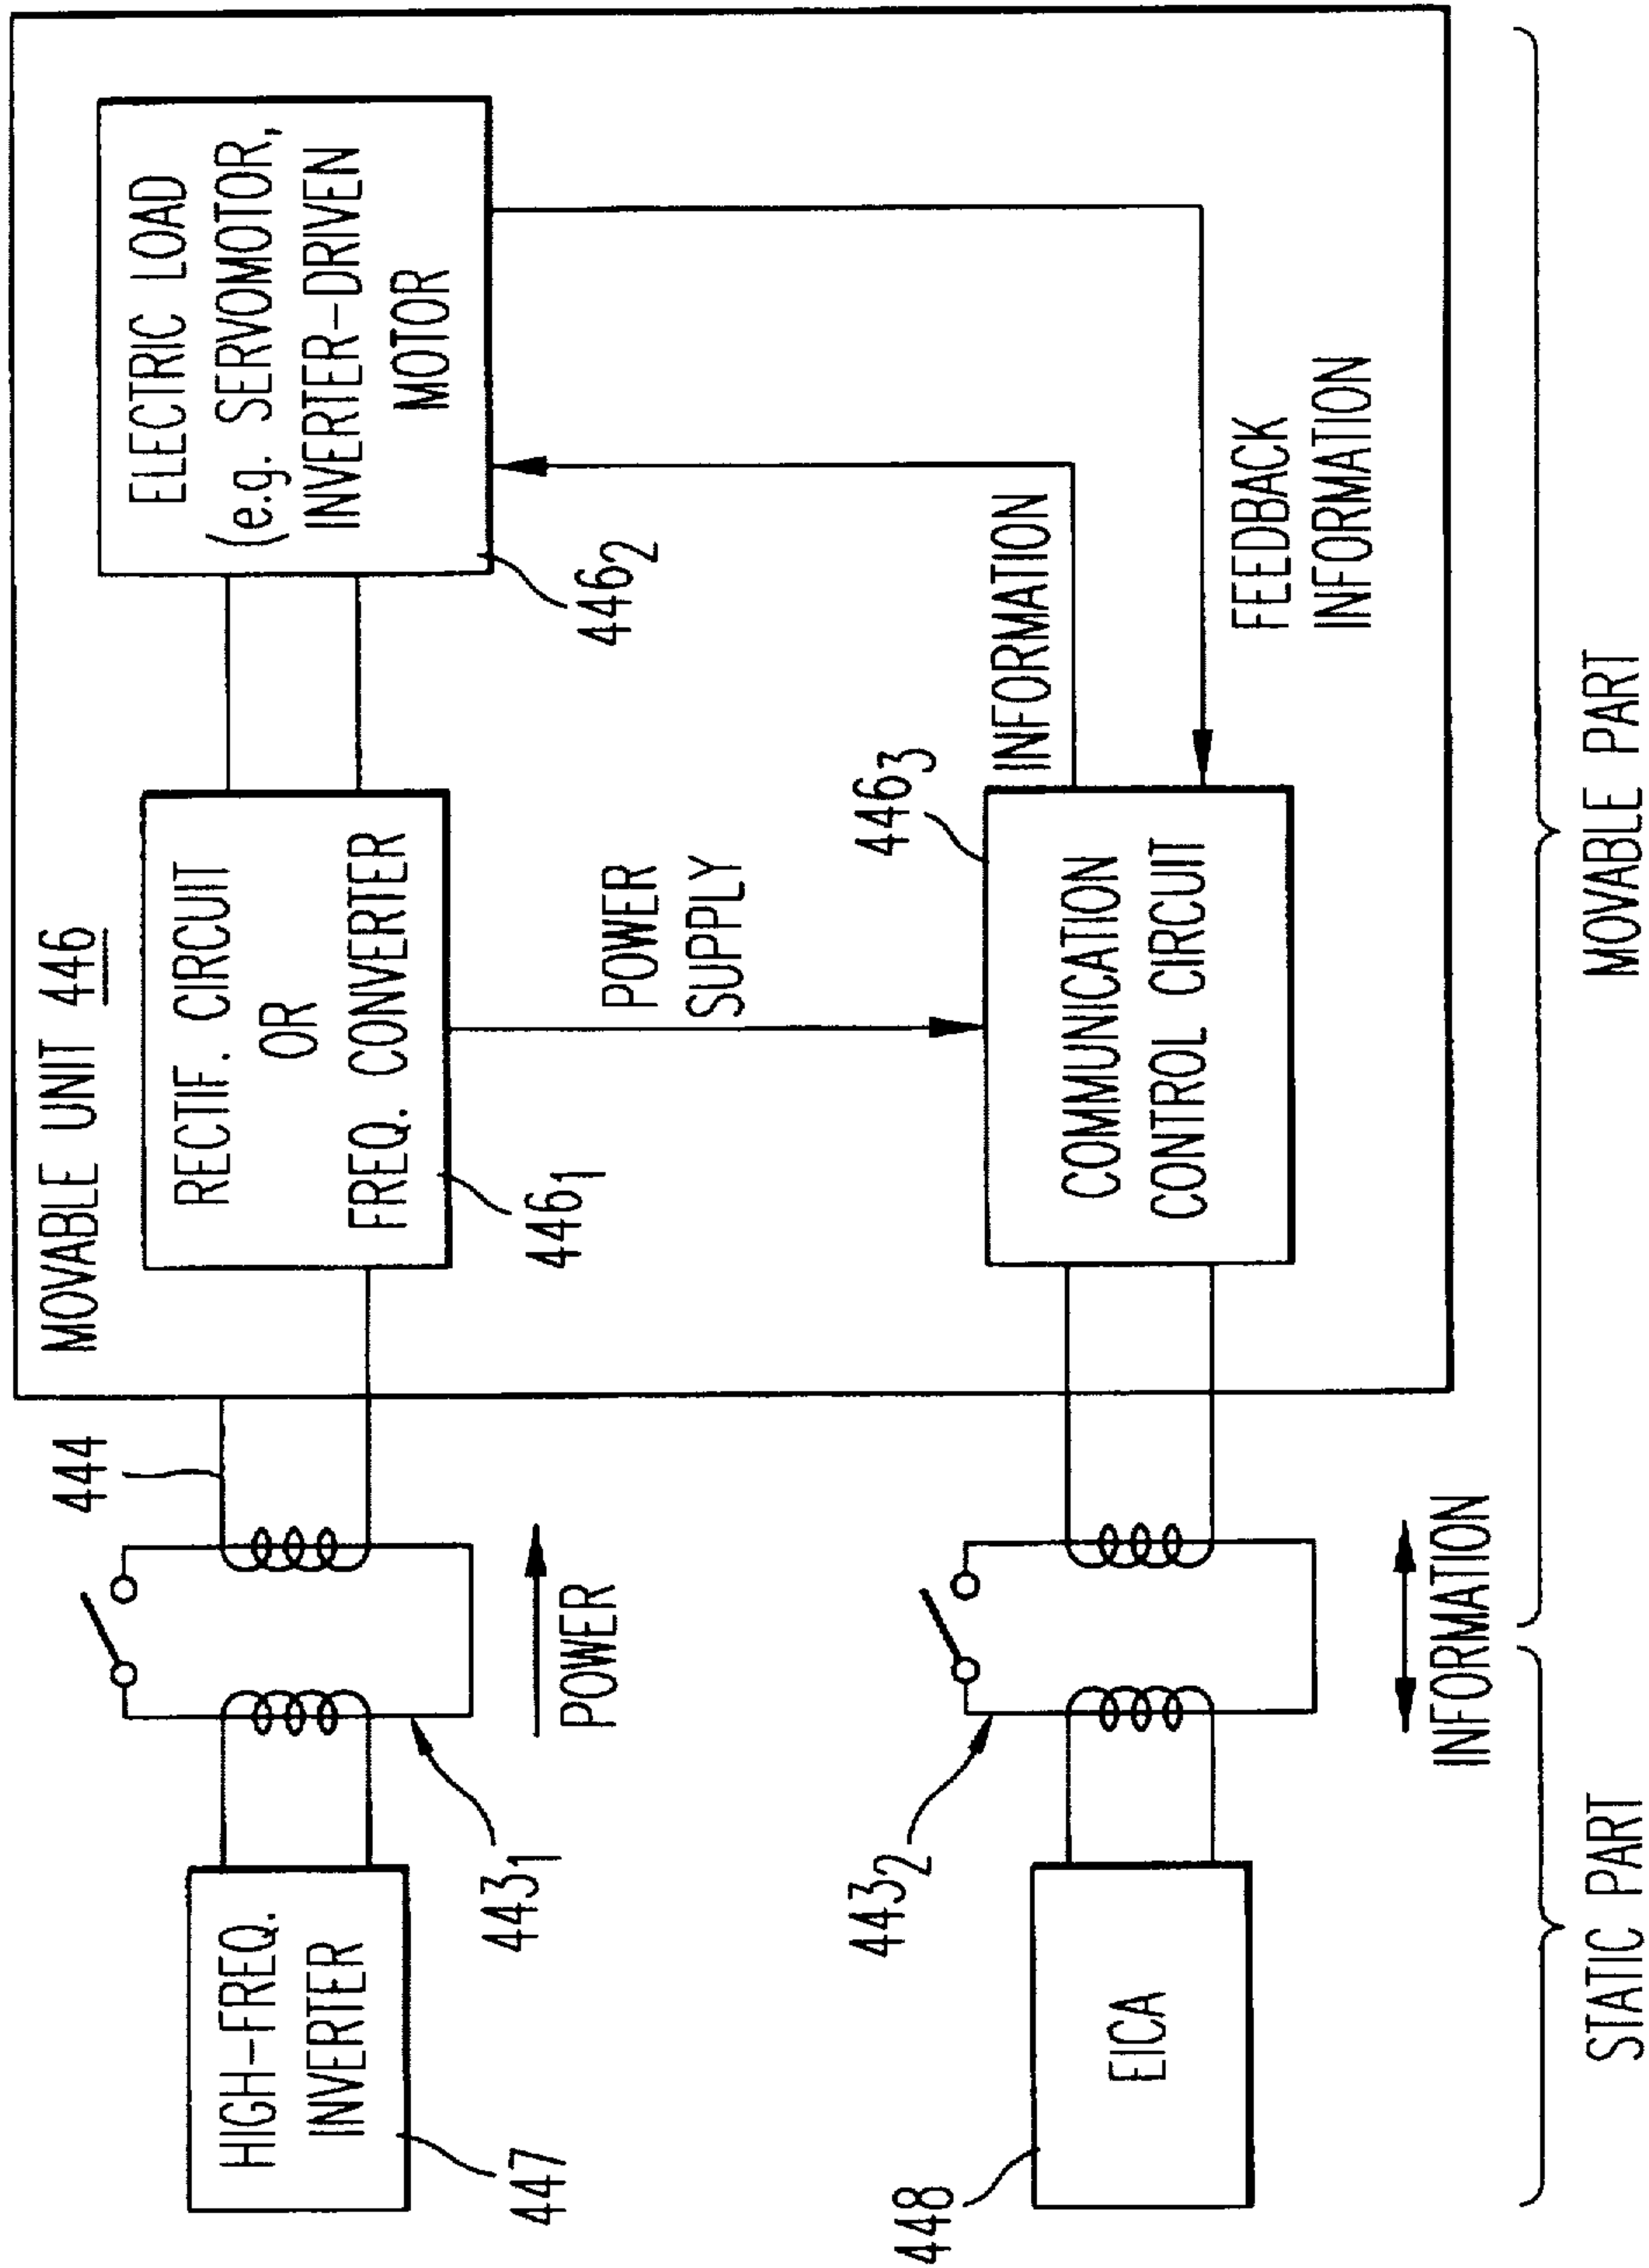 HIGH-FREQ.
INVERTER
447
443₁
POWER
444
MOVABLE UNIT 446
RECTIF. CIRCUIT
OR
FREQ. CONVERTER
446₁
ELECTRIC LOAD
(e.g. SERVOMOTOR,
INVERTER-DRIVEN
MOTOR
446₂
POWER
SUPPLY
446₃
INFORMATION
COMMUNICATION
CONTROL CIRCUIT
FEEDBACK
INFORMATION
EICA
448
443₂
INFORMATION
STATIC PART
MOVABLE PART